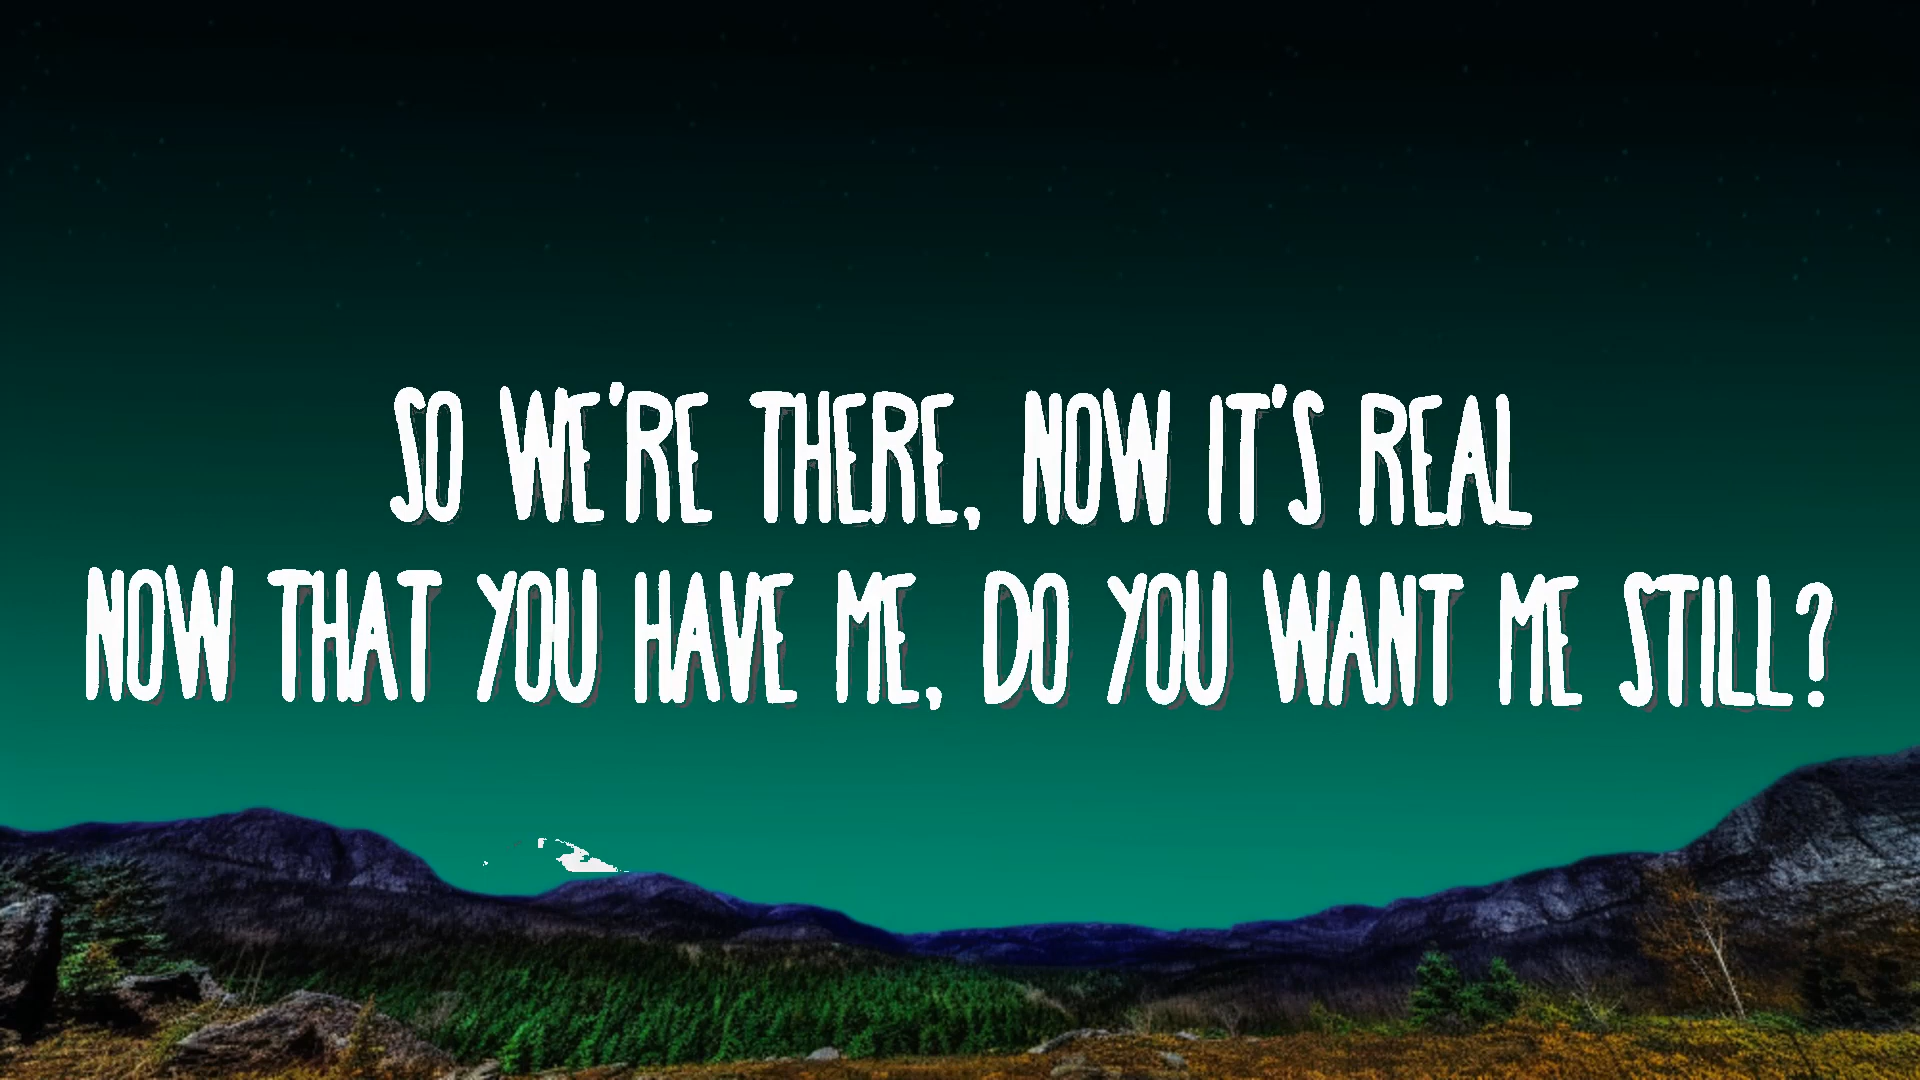 SO WE'RE THERE, NOW IT'S REAL
NOW THAT YOU HAVE ME, DO YOU WANT ME STILL?